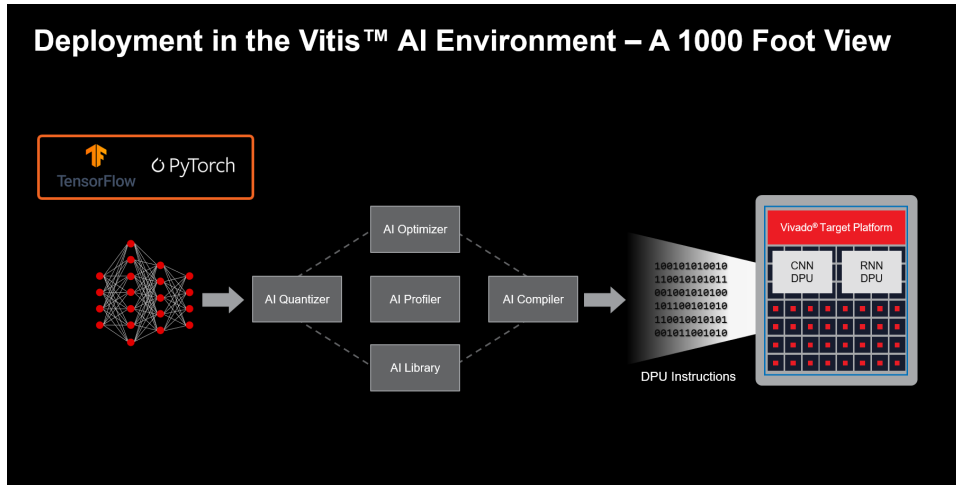 Deployment in the Vitis™ AI Environment – A 1000 Foot View
TensorFlow
PyTorch
AI Optimizer
AI Quantizer
AI Profiler
AI Compiler
AI Library
100101010010
110010101011
001001010100
101100101010
110010010101
001011001010
DPU Instructions
Vivado® Target Platform
CNN
DPU
RNN
DPU